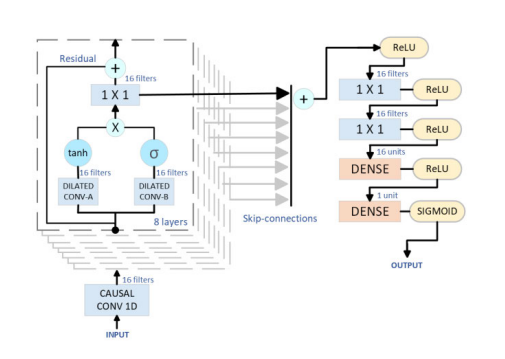 Residual
+
16 filters
1 X 1
X
tanh
σ
16 filters
16 filters
DILATED
CONV-A
DILATED
CONV-B
8 layers
16 filters
CAUSAL
CONV 1D
INPUT
+
Skip-connections
ReLU
16 filters
1 X 1
ReLU
16 filters
1 X 1
ReLU
16 units
DENSE
ReLU
1 unit
DENSE
SIGMOID
OUTPUT